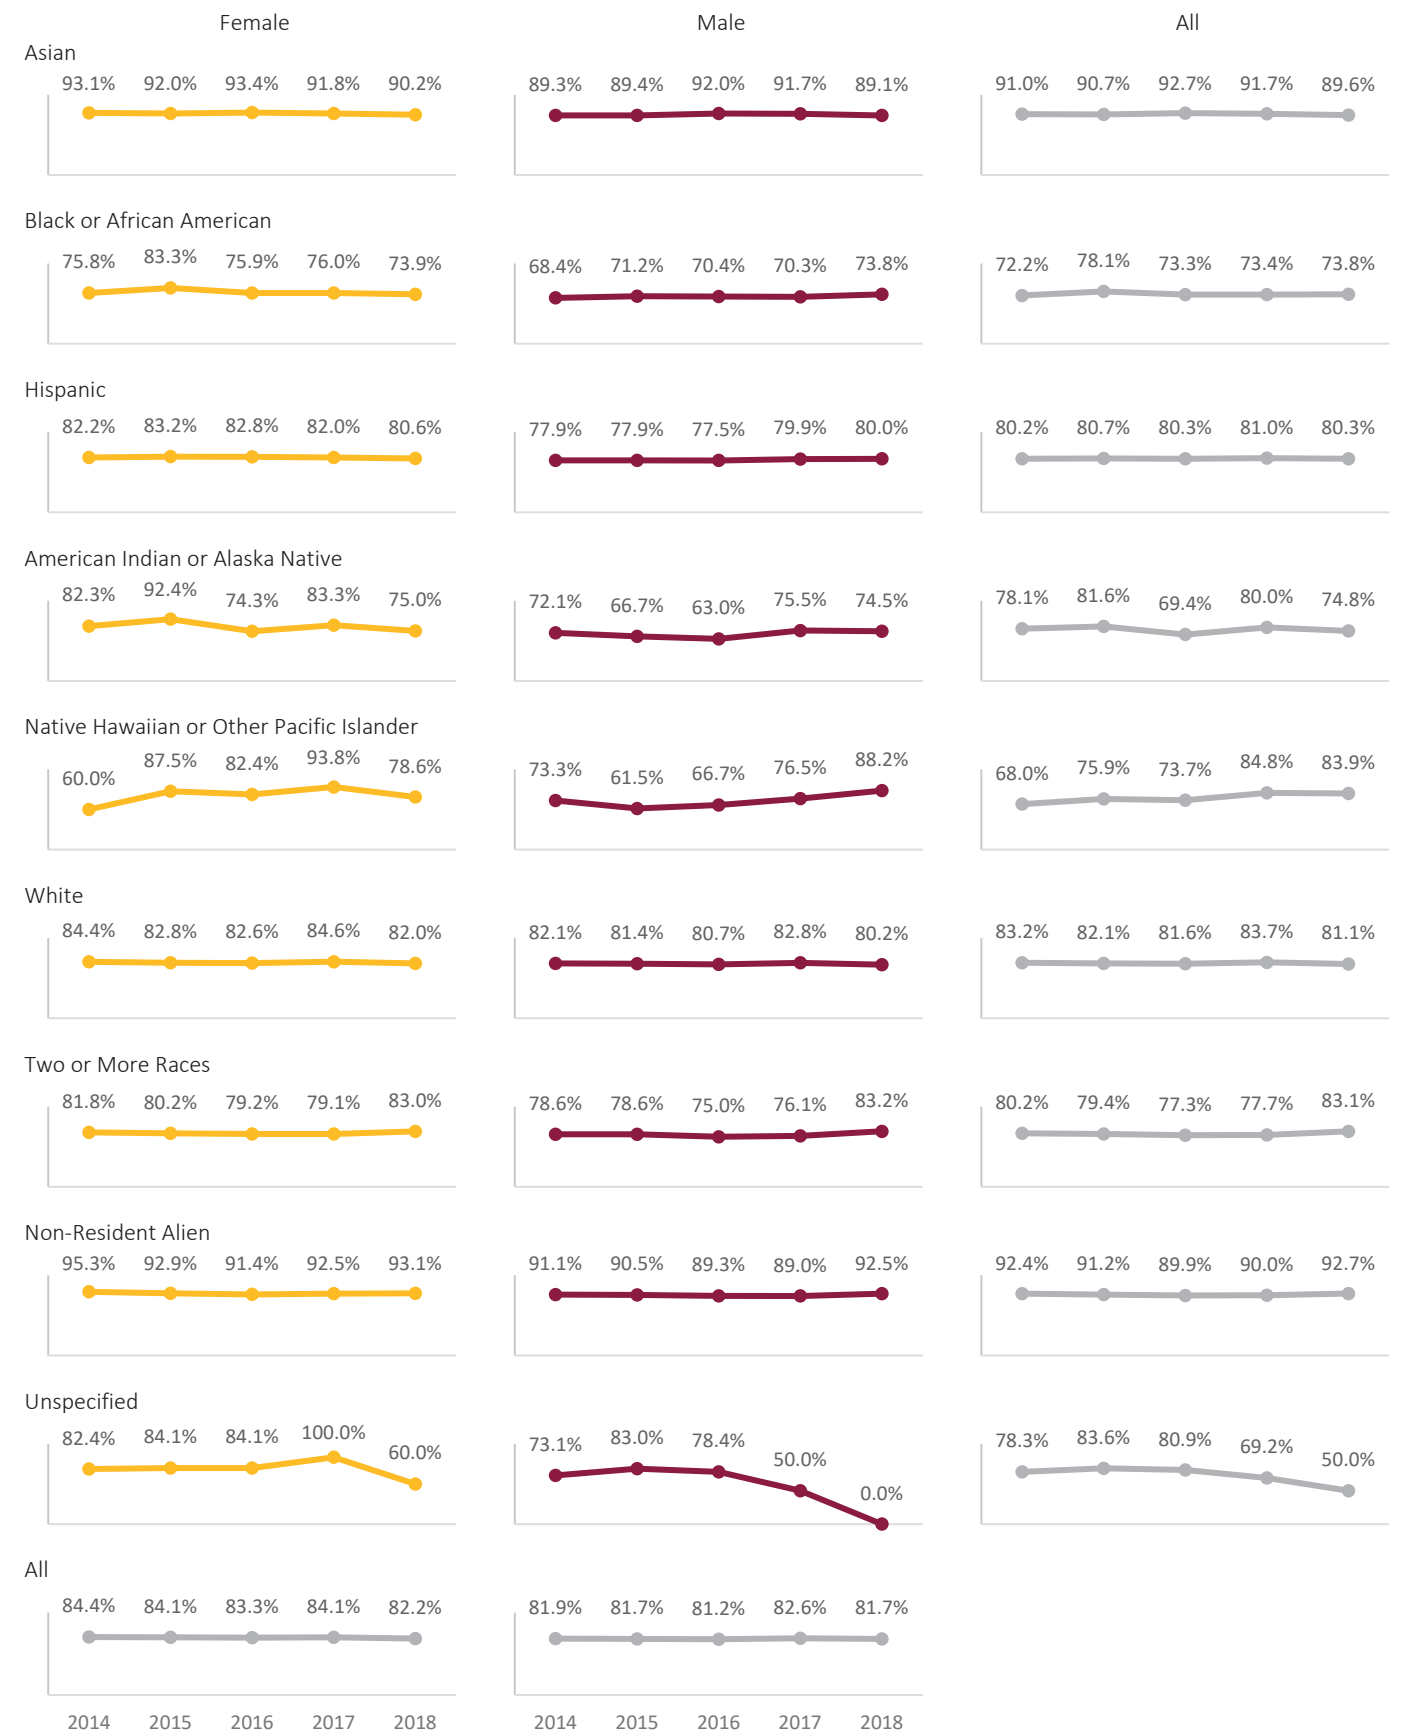 Female Male All
Asian
93.1% 92.0% 93.4% 91.8% 90.2% 89.3% 89.4% 92.0% 91.7% 89.1% 91.0% 90.7% 92.7% 91.7% 89.6%
Black or African American
75.8% 83.3% 75.9% 76.0% 73.9% 68.4% 71.2% 70.4% 70.3% 73.8% 72.2% 78.1% 73.3% 73.4% 73.8%
Hispanic
82.2% 83.2% 82.8% 82.0% 80.6% 77.9% 77.9% 77.5% 79.9% 80.0% 80.2% 80.7% 80.3% 81.0% 80.3%
American Indian or Alaska Native
82.3% 92.4% 74.3% 83.3% 75.0% 72.1% 66.7% 63.0% 75.5% 74.5% 78.1% 81.6% 69.4% 80.0% 74.8%
Native Hawaiian or Other Pacific Islander
60.0% 87.5% 82.4% 93.8% 78.6% 73.3% 61.5% 66.7% 76.5% 88.2% 68.0% 75.9% 73.7% 84.8% 83.9%
White
84.4% 82.8% 82.6% 84.6% 82.0% 82.1% 81.4% 80.7% 82.8% 80.2% 83.2% 82.1% 81.6% 83.7% 81.1%
Two or More Races
81.8% 80.2% 79.2% 79.1% 83.0% 78.6% 78.6% 75.0% 76.1% 83.2% 80.2% 79.4% 77.3% 77.7% 83.1%
Non-Resident Alien
95.3% 92.9% 91.4% 92.5% 93.1% 91.1% 90.5% 89.3% 89.0% 92.5% 92.4% 91.2% 89.9% 90.0% 92.7%
Unspecified
82.4% 84.1% 84.1% 100.0% 60.0% 73.1% 83.0% 78.4% 50.0% 0.0% 78.3% 83.6% 80.9% 69.2% 50.0%
All
84.4% 84.1% 83.3% 84.1% 82.2% 81.9% 81.7% 81.2% 82.6% 81.7%
2014 2015 2016 2017 2018 2014 2015 2016 2017 2018